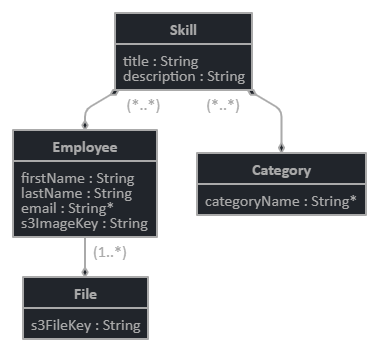 Skill
title : String
description : String
(*..*)
(*..*)
Employee
firstName : String
lastName : String
email : String*
s3ImageKey : String
Category
categoryName : String*
(1..*)
File
s3FileKey : String